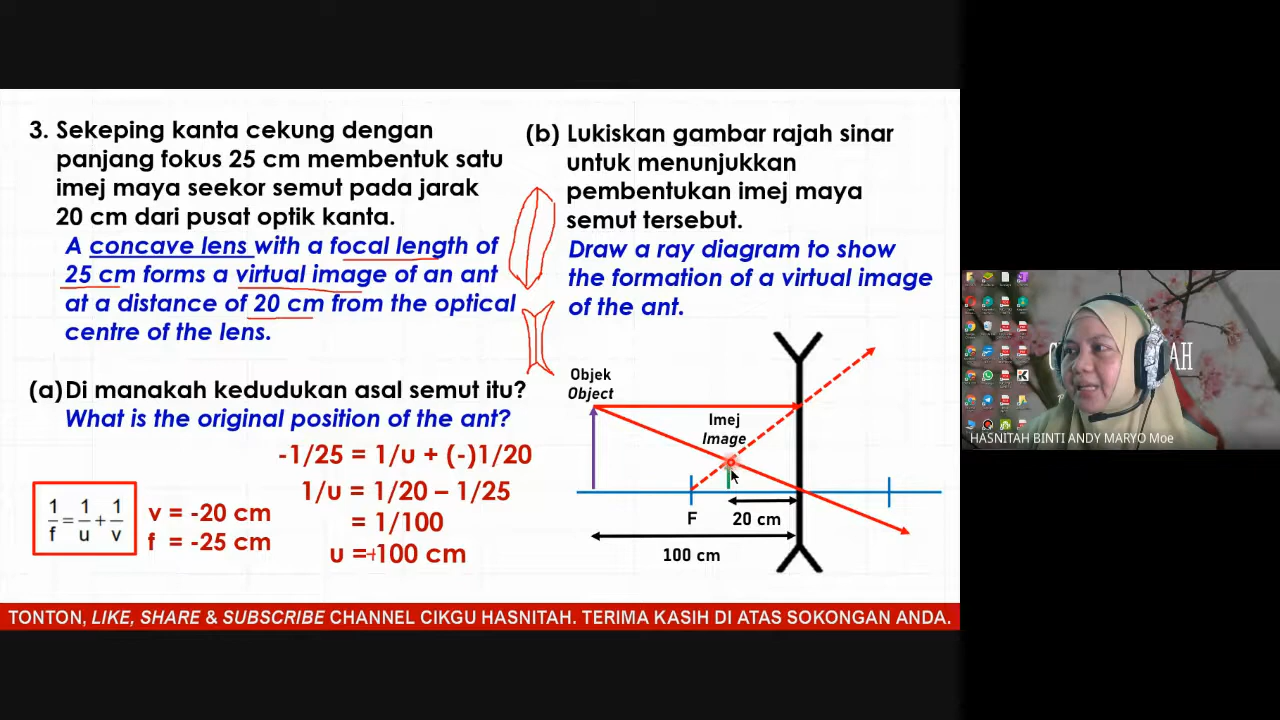 3. Sekeping kanta cekung dengan
panjang fokus 25 cm membentuk satu
imej maya seekor semut pada jarak
20 cm dari pusat optik kanta.
A concave lens with a focal length of
25 cm forms a virtual image of an ant
at a distance of 20 cm from the optical
centre of the lens.
(a) Di manakah kedudukan asal semut itu?
What is the original position of the ant?
-1/25 = 1/u + (-)1/20
1/u = 1/20 – 1/25
= 1/100
u =+100 cm
1/f = 1/u + 1/v
v = -20 cm
f = -25 cm
(b) Lukiskan gambar rajah sinar
untuk menunjukkan
pembentukan imej maya
semut tersebut.
Draw a ray diagram to show
the formation of a virtual image
of the ant.
Objek
Object
Imej
Image
F
20 cm
100 cm
HASNITAH BINTI ANDY MARYO Moe
TONTON, LIKE, SHARE & SUBSCRIBE CHANNEL CIKGU HASNITAH. TERIMA KASIH DI ATAS SOKONGAN ANDA.